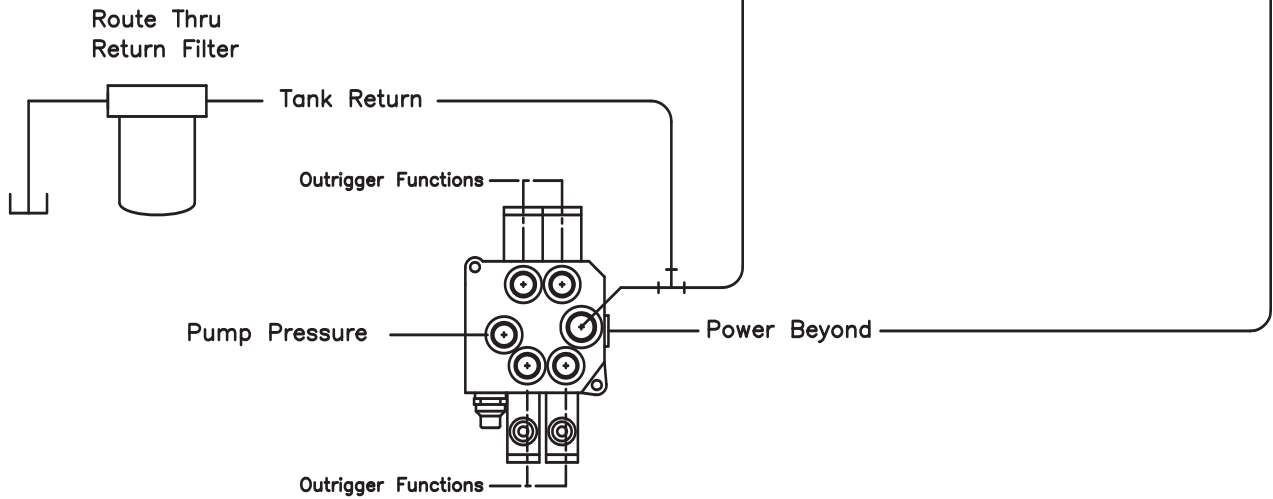 Route Thru
Return Filter
Tank Return
Outrigger Functions
Pump Pressure
Power Beyond
Outrigger Functions